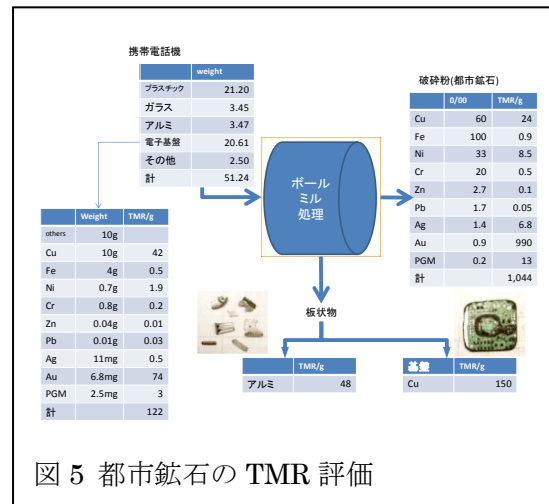 携帯電話機
weight
プラスチック 21.20
ガラス 3.45
アルミ 3.47
電子基盤 20.61
その他 2.50
計 51.24
ボール
ミル
処理
破砕粉(都市鉱石)
0/00 TMR/g
Cu 60 24
Fe 100 0.9
Ni 33 8.5
Cr 20 0.5
Zn 2.7 0.1
Pb 1.7 0.05
Ag 1.4 6.8
Au 0.9 990
PGM 0.2 13
計 1,044
Weight TMR/g
others 10g
Cu 10g 42
Fe 4g 0.5
Ni 0.7g 1.9
Cr 0.8g 0.2
Zn 0.04g 0.01
Pb 0.01g 0.03
Ag 11mg 0.5
Au 6.8mg 74
PGM 2.5mg 3
計 122
板状物
TMR/g
アルミ 48
基盤 TMR/g
Cu 150
図 5 都市鉱石の TMR 評価